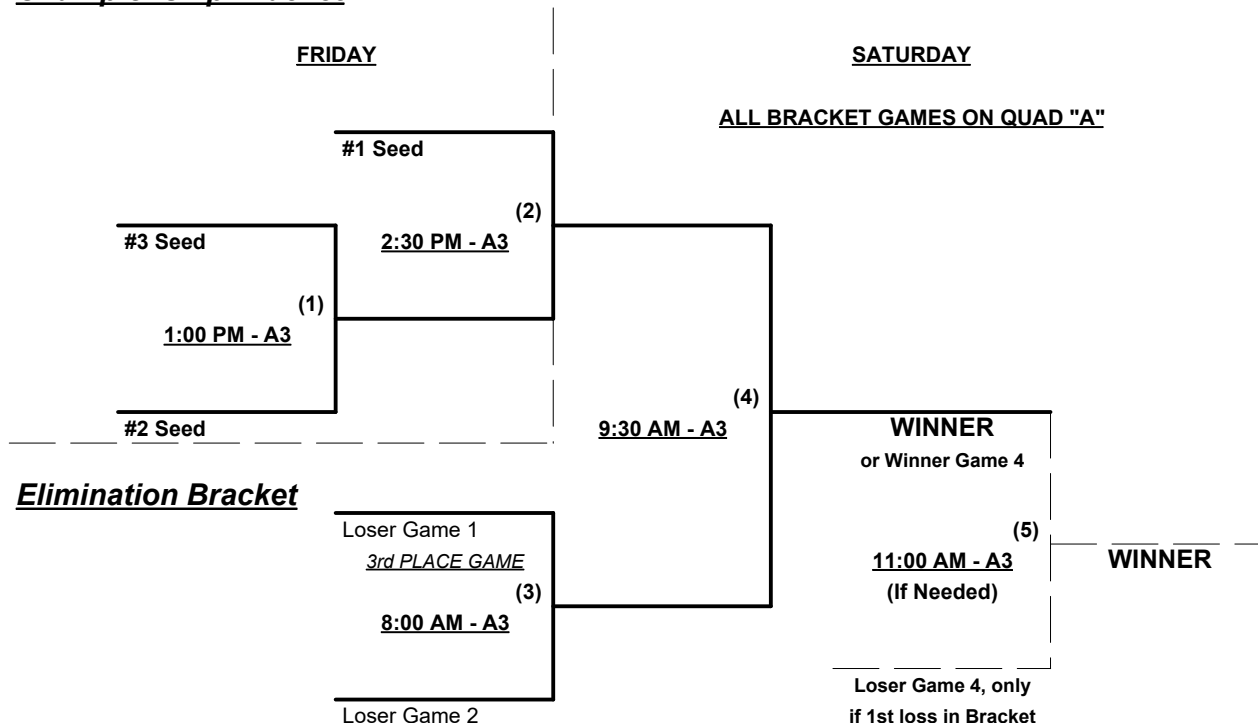 FRIDAY
SATURDAY
ALL BRACKET GAMES ON QUAD "A"
#1 Seed
(2)
2:30 PM - A3
#3 Seed
(1)
1:00 PM - A3
#2 Seed
(4)
9:30 AM - A3
WINNER
or Winner Game 4
Elimination Bracket
Loser Game 1
3rd PLACE GAME
(3)
8:00 AM - A3
Loser Game 2
(5)
11:00 AM - A3
(If Needed)
WINNER
Loser Game 4, only
if 1st loss in Bracket